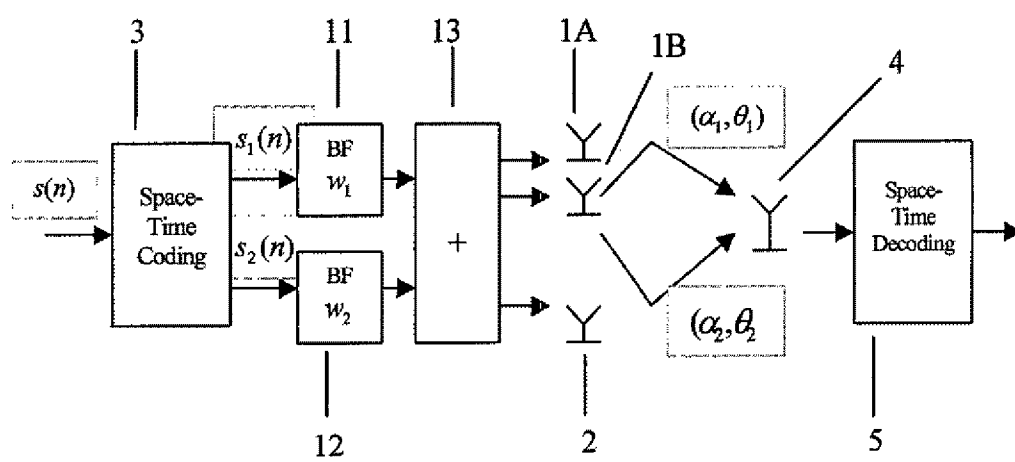 3
11
13
1A
1B
4
s(n)
Space-
Time
Coding
s₁(n)
s₂(n)
BF
w₁
BF
w₂
+
(α₁,θ₁)
(α₂,θ₂
Space-
Time
Decoding
12
2
5